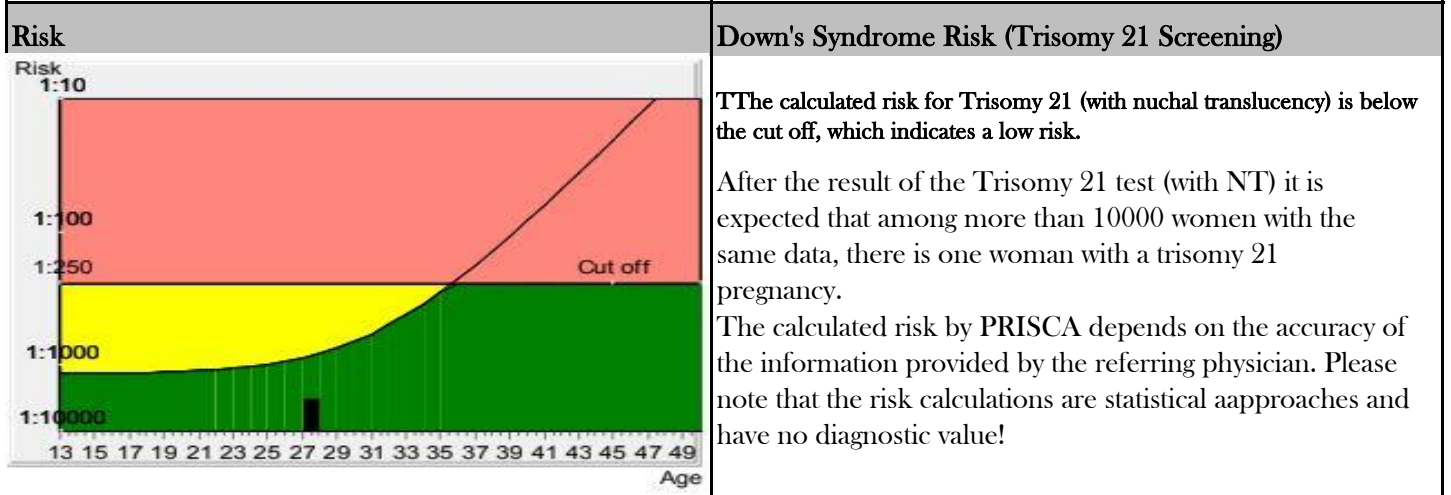 Risk
Down's Syndrome Risk (Trisomy 21 Screening)
Risk
1:10
1:100
1:250
Cut off
1:1000
1:10000
13 15 17 19 21 23 25 27 29 31 33 35 37 39 41 43 45 47 49
Age
TThe calculated risk for Trisomy 21 (with nuchal translucency) is below
the cut off, which indicates a low risk.
After the result of the Trisomy 21 test (with NT) it is
expected that among more than 10000 women with the
same data, there is one woman with a trisomy 21
pregnancy.
The calculated risk by PRISCA depends on the accuracy of
the information provided by the referring physician. Please
note that the risk calculations are statistical aapproaches and
have no diagnostic value!